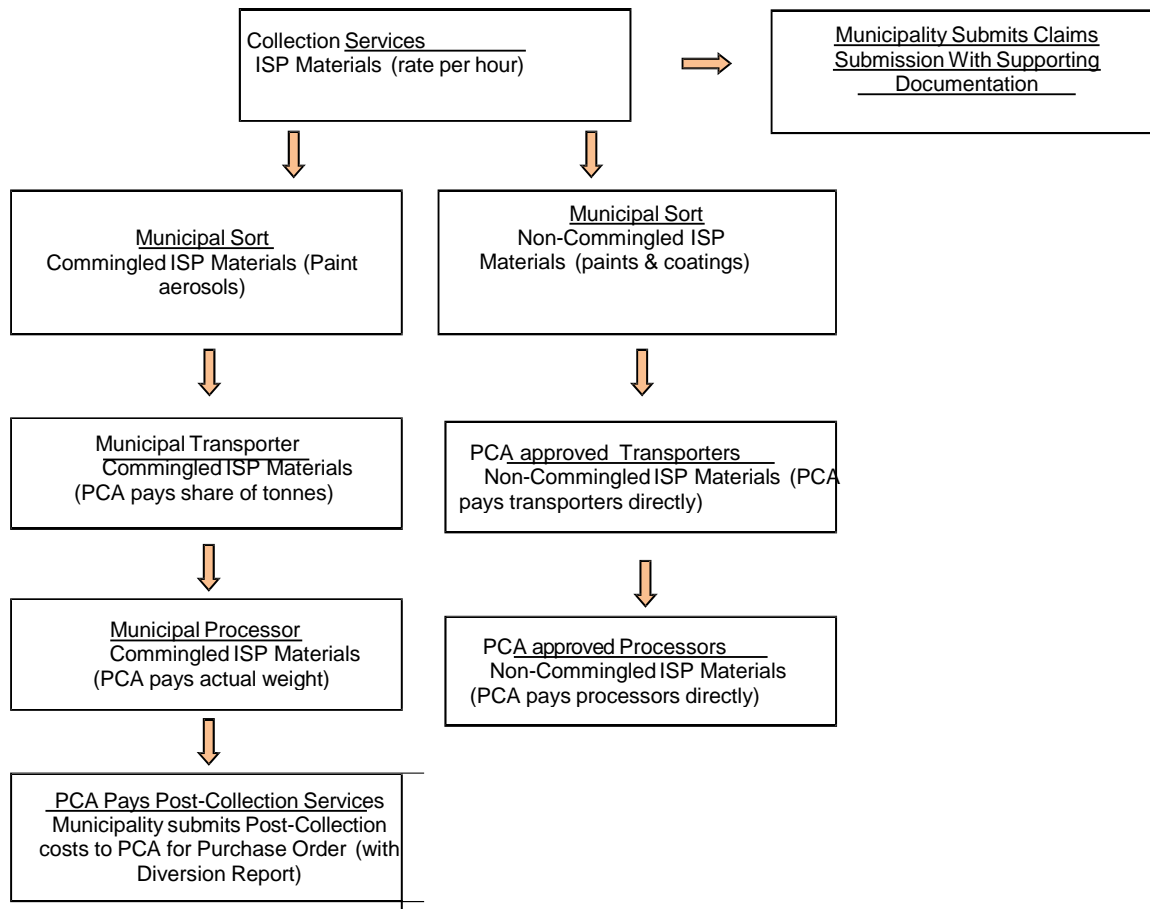 Collection Services
ISP Materials (rate per hour)
Municipality Submits Claims
Submission With Supporting
Documentation
Municipal Sort
Commingled ISP Materials (Paint
aerosols)
Municipal Sort
Non-Commingled ISP
Materials (paints & coatings)
Municipal Transporter
Commingled ISP Materials
(PCA pays share of tonnes)
PCA approved Transporters
Non-Commingled ISP Materials (PCA
pays transporters directly)
Municipal Processor
Commingled ISP Materials
(PCA pays actual weight)
PCA approved Processors
Non-Commingled ISP Materials
(PCA pays processors directly)
PCA Pays Post-Collection Services
Municipality submits Post-Collection
costs to PCA for Purchase Order (with
Diversion Report)